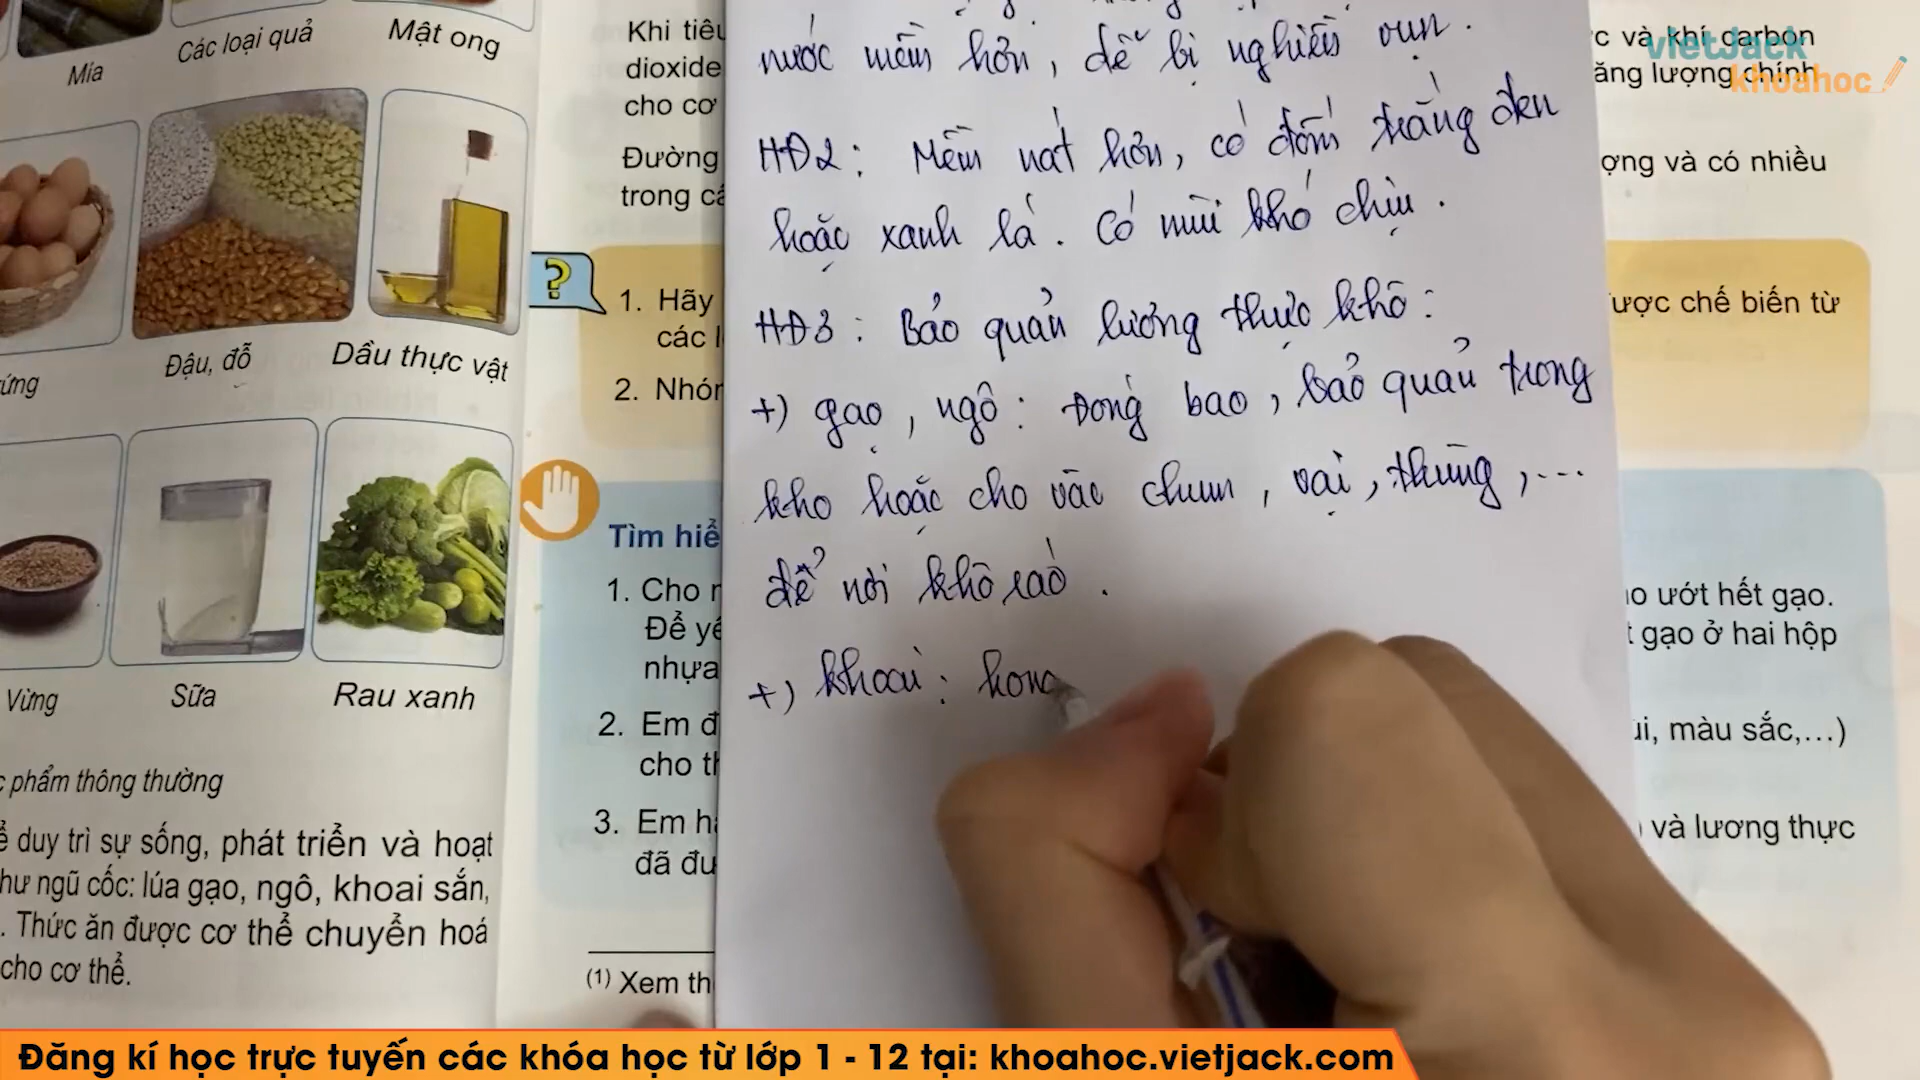 Mía
Các loại quả
Mật ong
ứng
Đậu, đỗ
Dầu thực vật
Vừng
Sữa
Rau xanh
phẩm thông thường
duy trì sự sống, phát triển và hoạt
ngũ cốc: lúa gạo, ngô, khoai sắn,
. Thức ăn được cơ thể chuyển hoá
cho cơ thể.
Khi tiêu
dioxide
cho cơ
Đường
trong
?
1. Hãy
các
2. Nhóm
Tìm hiể
1. Cho
Để
nhựa
2. Em
cho
3. Em
đã
(1) Xem
nước mềm hơn, dễ bị nghiền vụn.
HĐ2: Mềm nát hơn, có đốm trắng đen
hoặc xanh lá. Có mùi khó chịu.
HĐ3: Bảo quản lương thực khô:
+) gạo, ngô: Đóng bao, bảo quản trong
kho hoặc cho vào chum, vại, thùng,...
để nơi khô ráo.
+) khoai: hong
và khí carbon
năng lượng chính
ợng và có nhiều
ược chế biến từ
ướt hết gạo.
gạo ở hai hộp
màu sắc,...)
và lương thực
vietJack
khoahoc
Đăng kí học trực tuyến các khóa học từ lớp 1 - 12 tại: khoahoc.vietjack.com